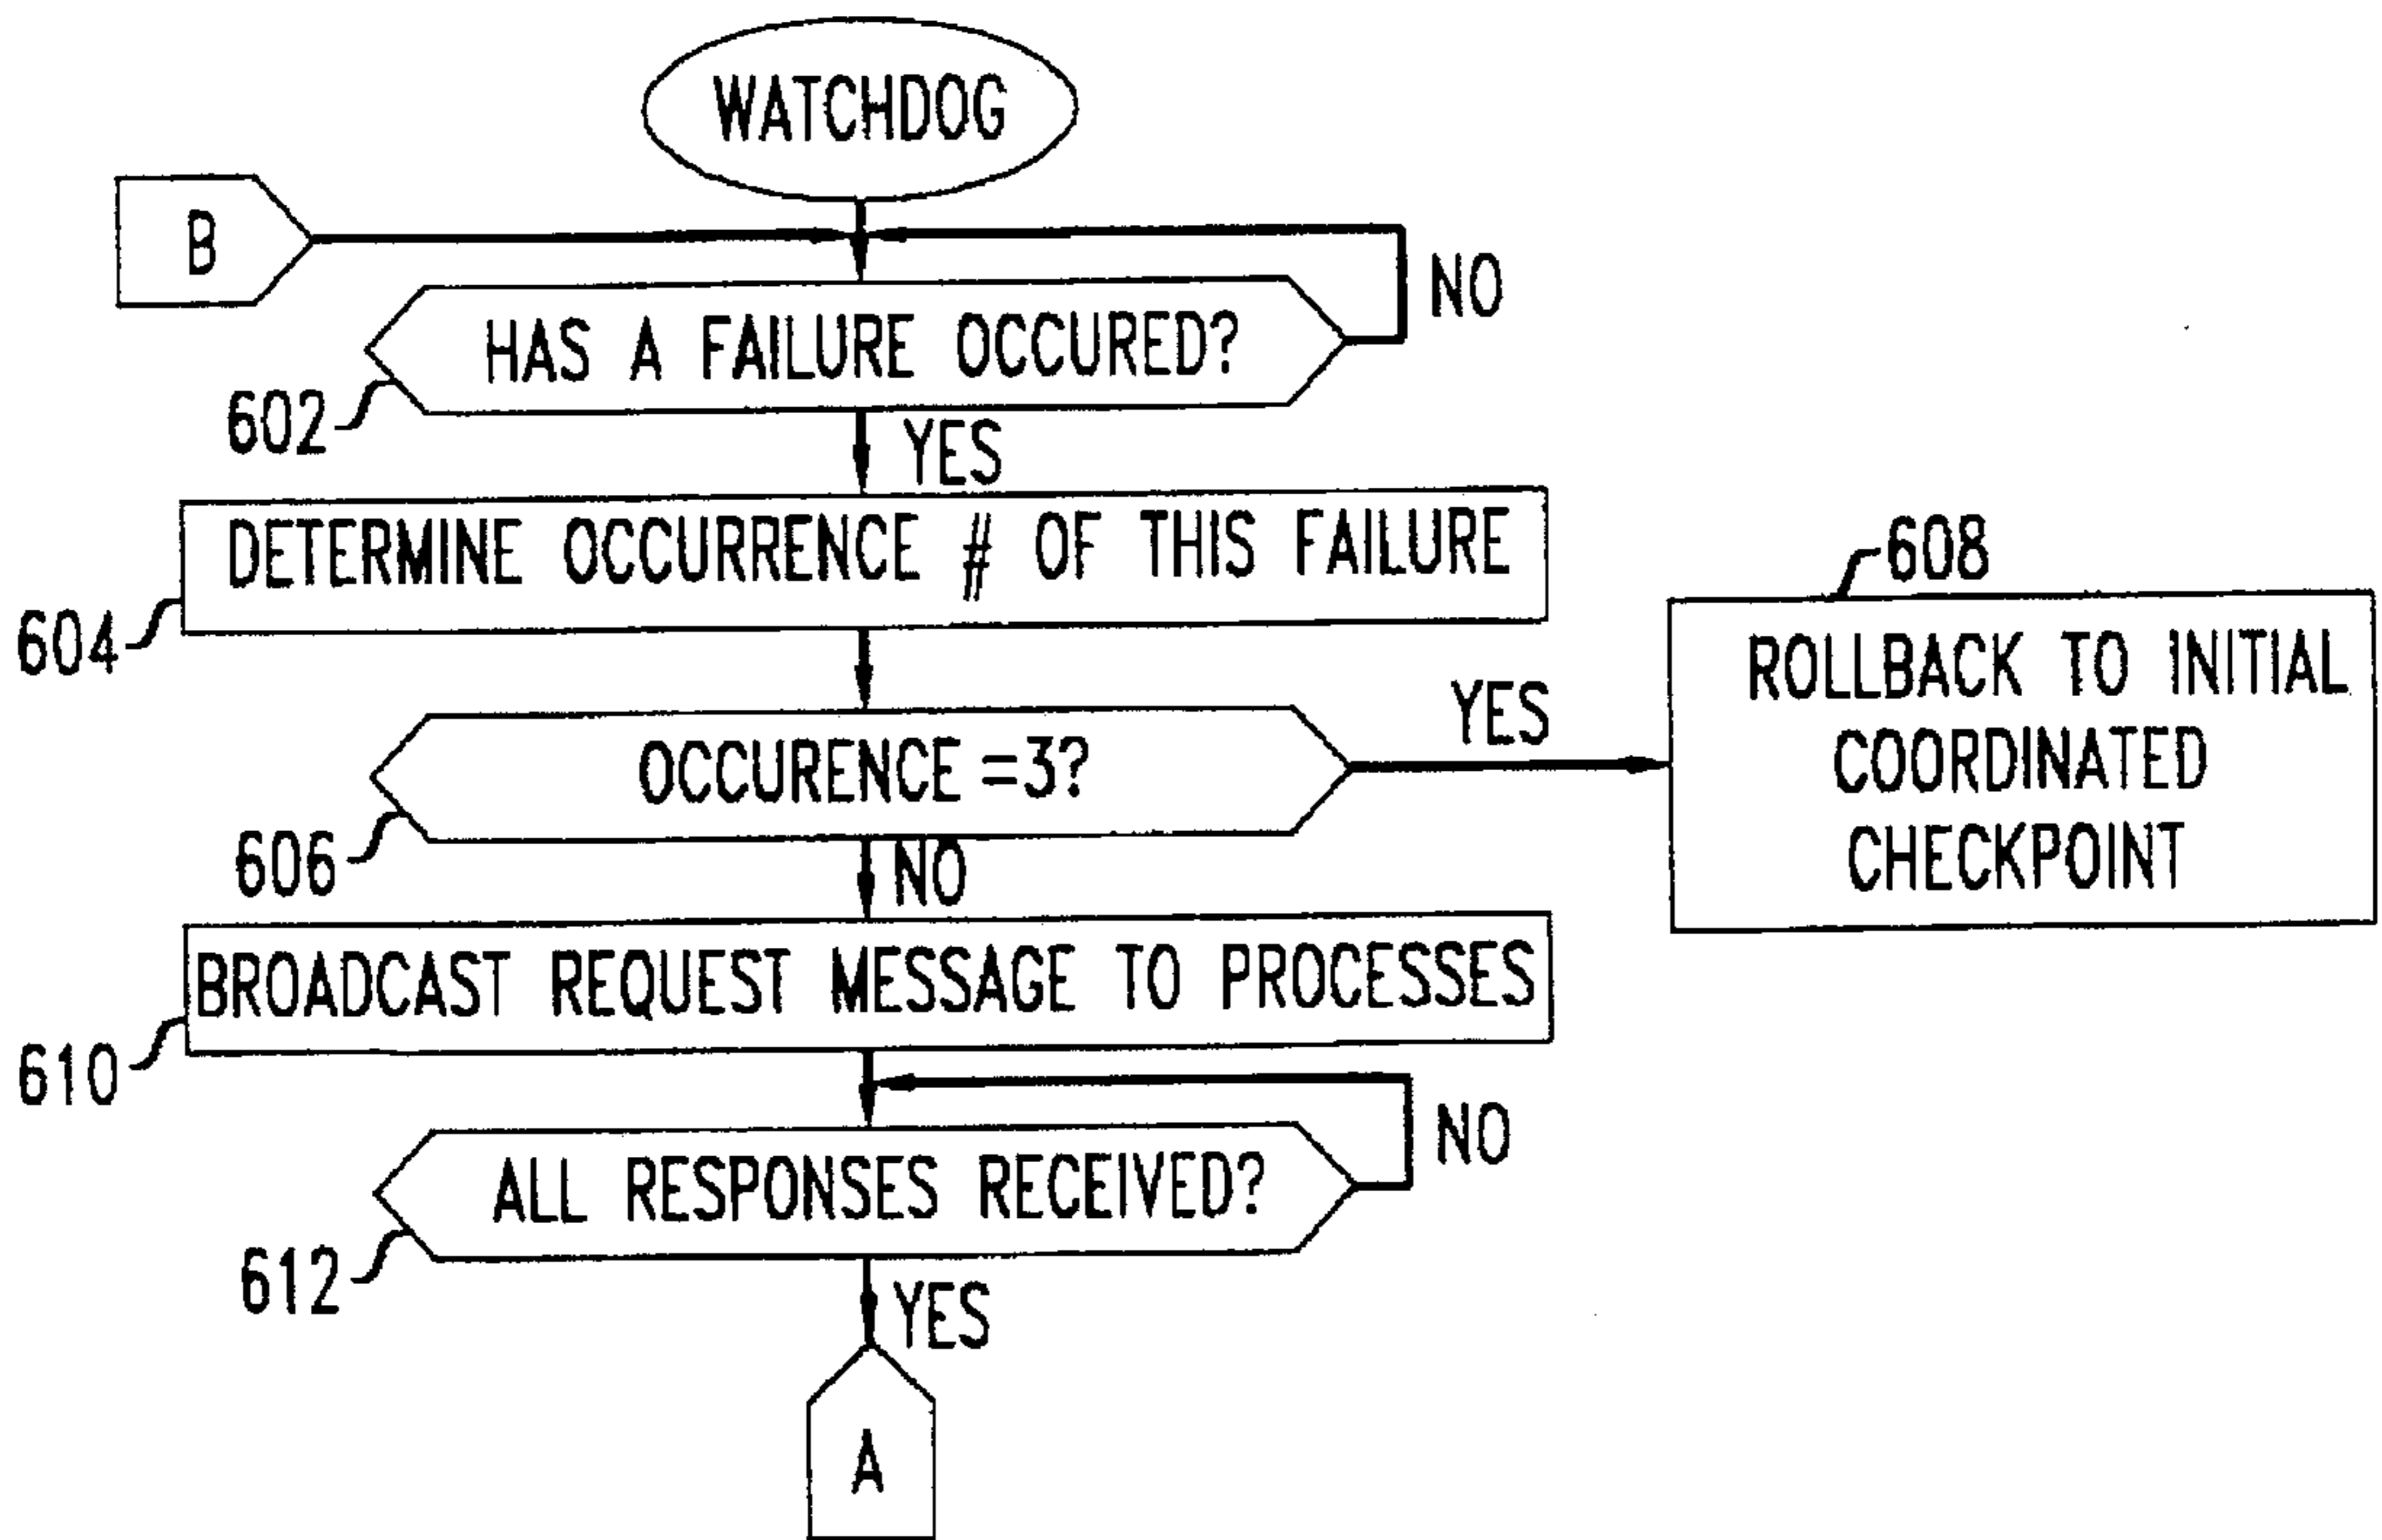 WATCHDOG
B
NO
HAS A FAILURE OCCURED?
602
YES
DETERMINE OCCURRENCE # OF THIS FAILURE
604
608
ROLLBACK TO INITIAL
COORDINATED
CHECKPOINT
YES
OCCURENCE =3?
606
NO
BROADCAST REQUEST MESSAGE TO PROCESSES
610
NO
ALL RESPONSES RECEIVED?
612
YES
A